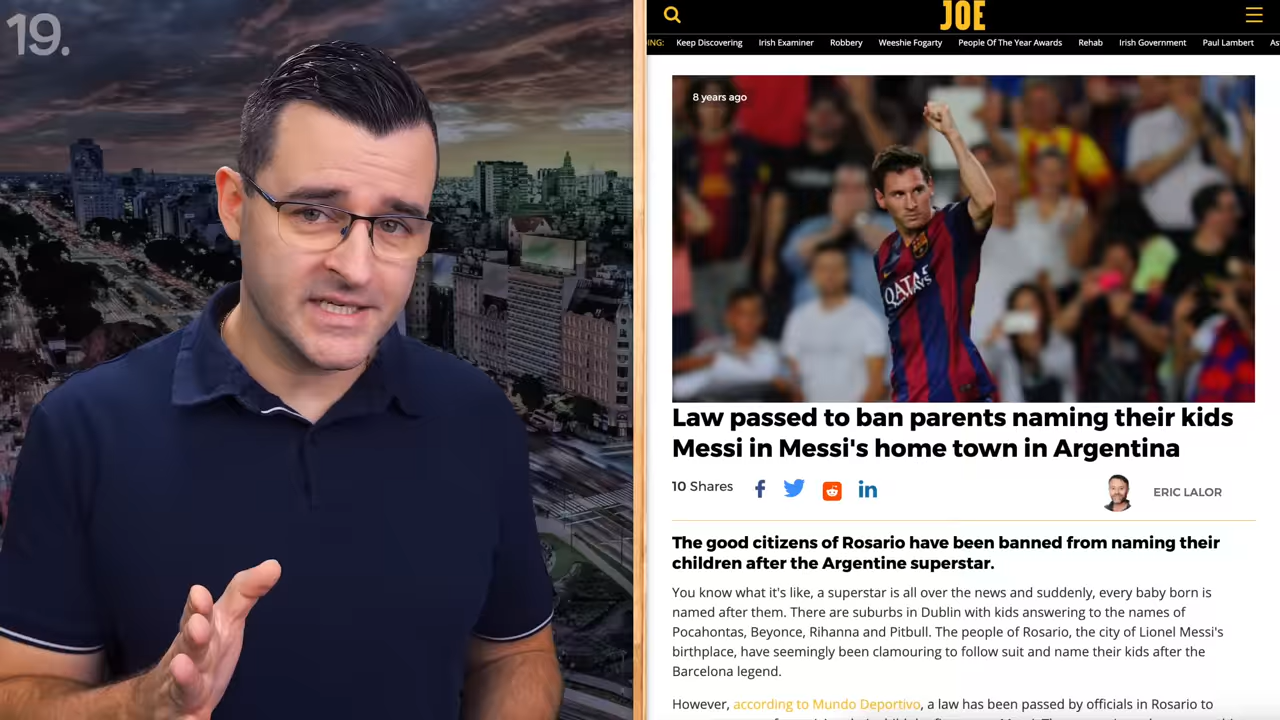 19.
JOE
ING: Keep Discovering Irish Examiner Robbery Weeshie Fogarty People Of The Year Awards Rehab Irish Government Paul Lambert As
8 years ago
QATAR
AIRWAYS
Law passed to ban parents naming their kids
Messi in Messi's home town in Argentina
10 Shares
ERIC LALOR
The good citizens of Rosario have been banned from naming their
children after the Argentine superstar.
You know what it's like, a superstar is all over the news and suddenly, every baby born is
named after them. There are suburbs in Dublin with kids answering to the names of
Pocahontas, Beyonce, Rihanna and Pitbull. The people of Rosario, the city of Lionel Messi's
birthplace, have seemingly been clamouring to follow suit and name their kids after the
Barcelona legend.
However, according to Mundo Deportivo, a law has been passed by officials in Rosario to